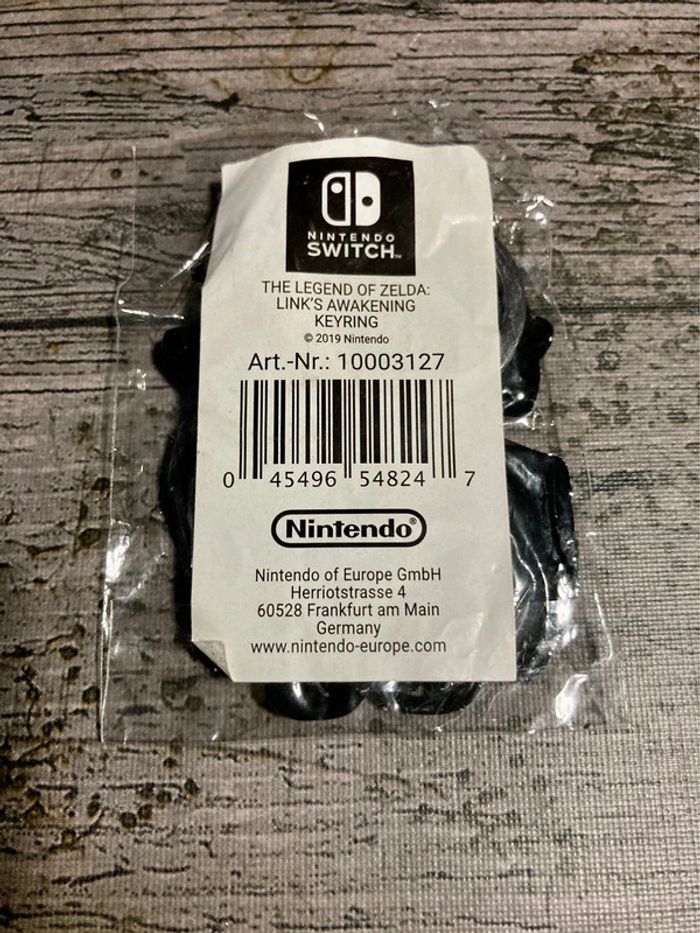 NINTENDO
SWITCH™
THE LEGEND OF ZELDA:
LINK'S AWAKENING
KEYRING
© 2019 Nintendo
Art.-Nr.: 10003127
0 45496 54824 7
Nintendo®
Nintendo of Europe GmbH
Herriotstrasse 4
60528 Frankfurt am Main
Germany
www.nintendo-europe.com